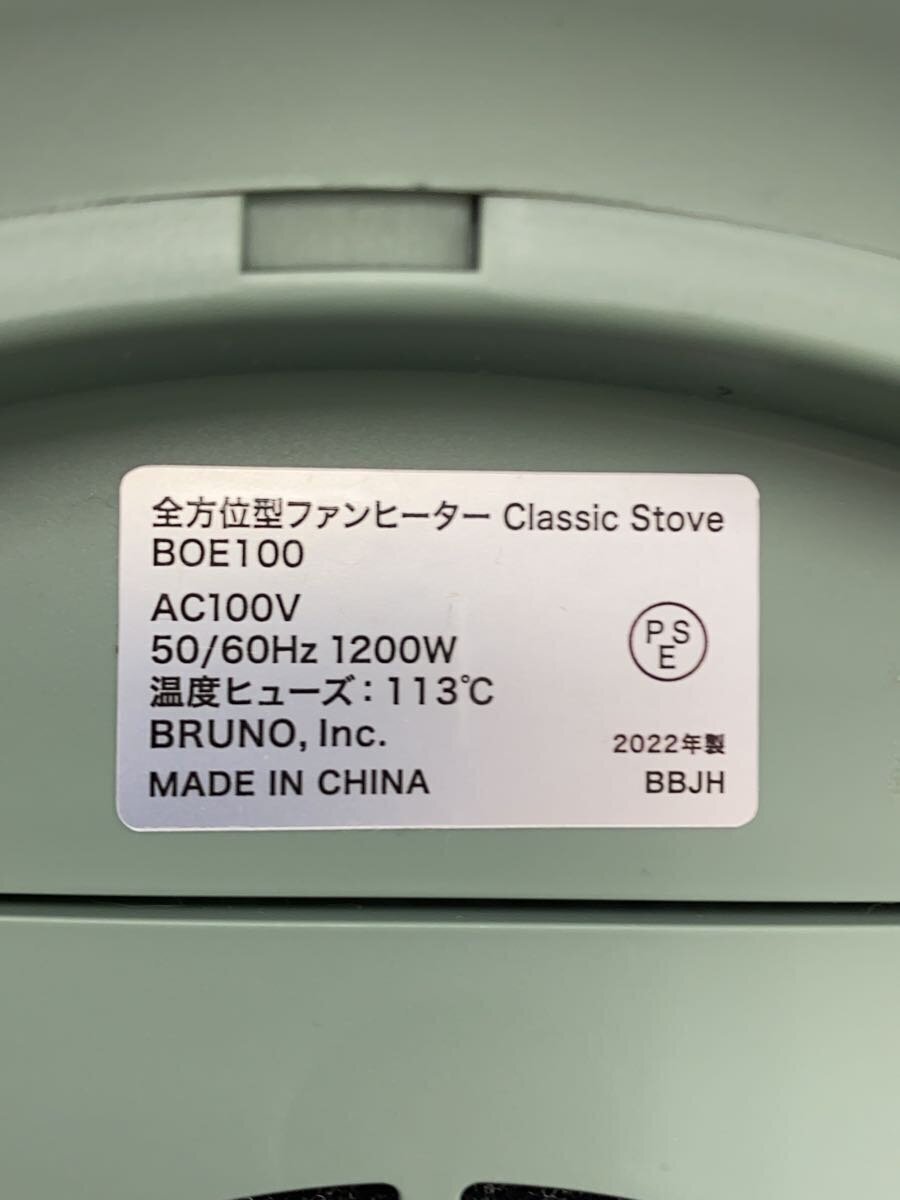 全方位型ファンヒーター Classic Stove
BOE100
AC100V
50/60Hz 1200W
温度ヒューズ：113℃
BRUNO, Inc.
MADE IN CHINA
PSE
2022年製
BBJH